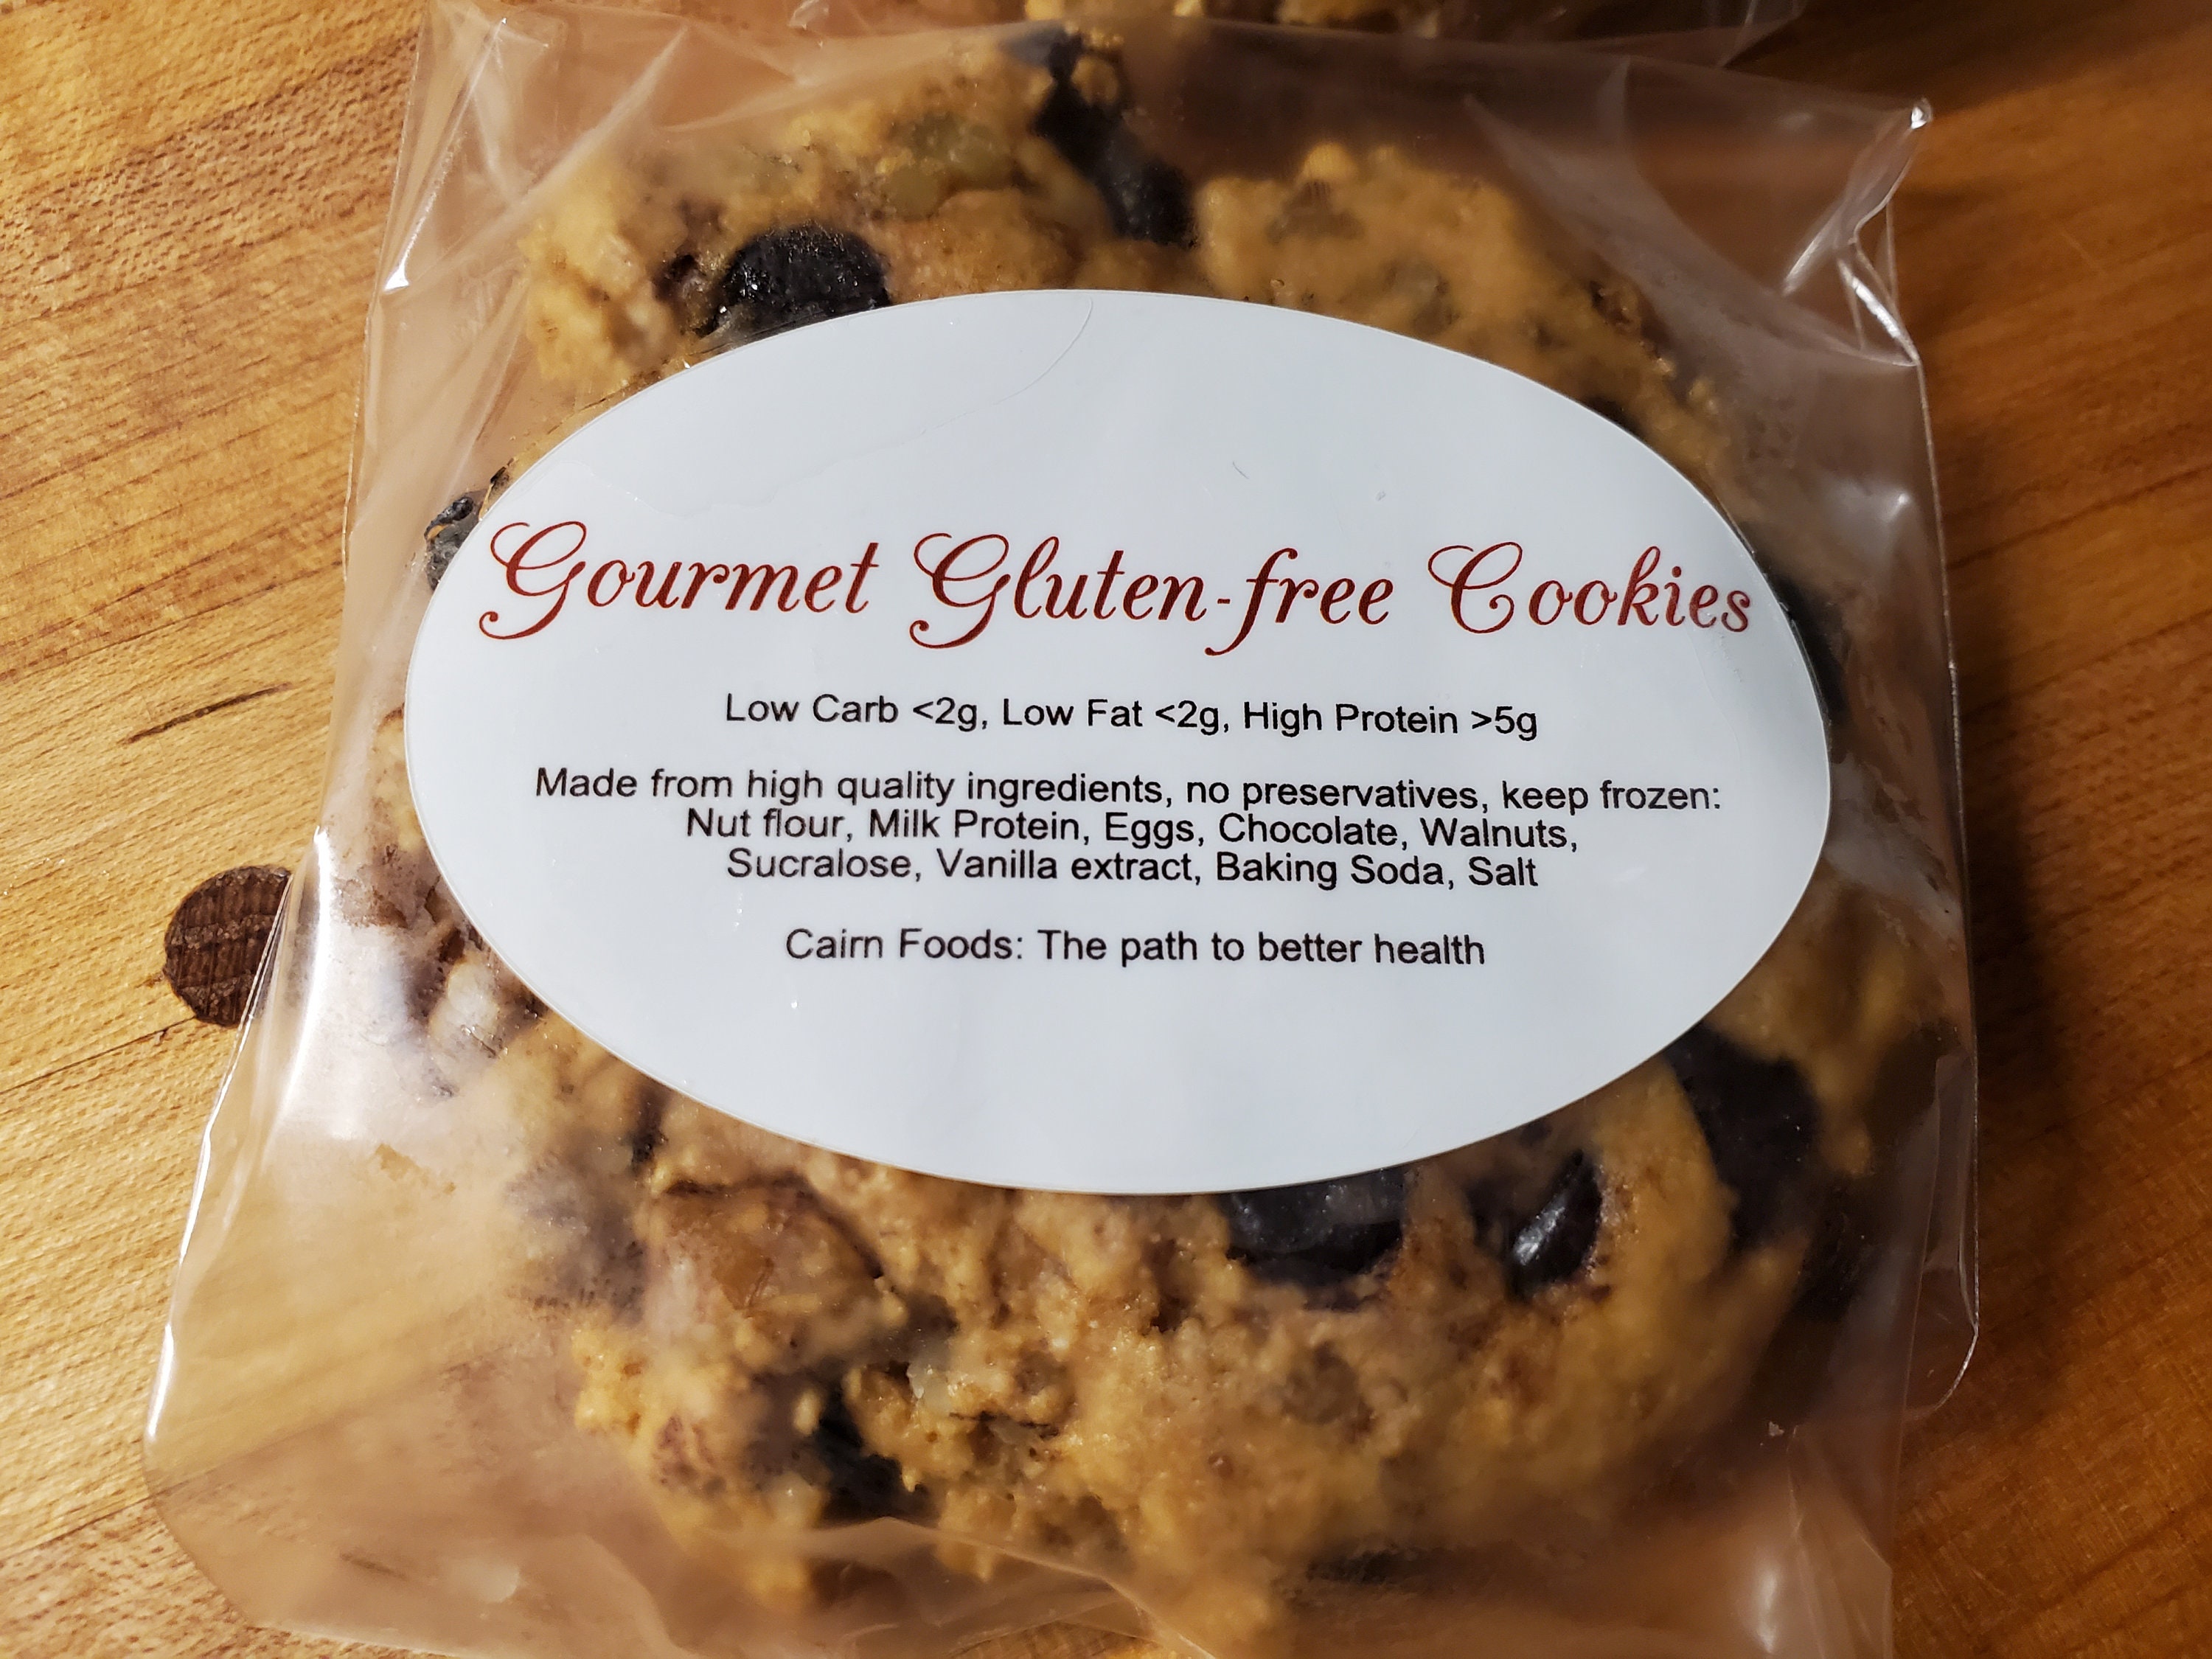 Gourmet Gluten-free Cookies
Low Carb <2g, Low Fat <2g, High Protein >5g
Made from high quality ingredients, no preservatives, keep frozen:
Nut flour, Milk Protein, Eggs, Chocolate, Walnuts,
Sucralose, Vanilla extract, Baking Soda, Salt
Cairn Foods: The path to better health